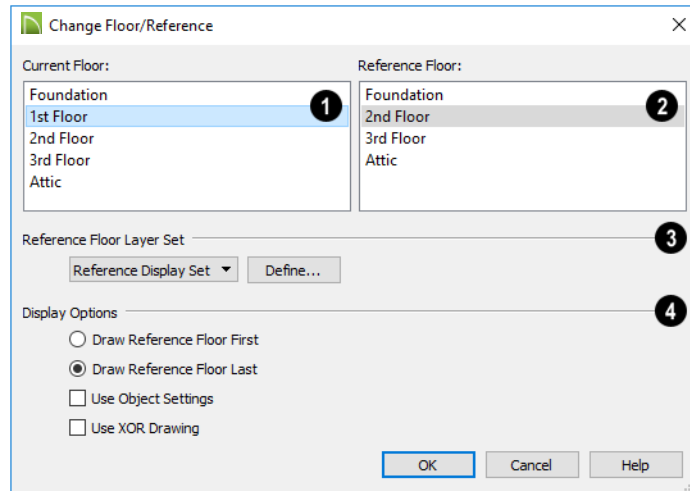 Change Floor/Reference
Current Floor:
Foundation
1st Floor
2nd Floor
3rd Floor
Attic
1
Reference Floor:
Foundation
2nd Floor
3rd Floor
Attic
2
Reference Floor Layer Set
3
Reference Display Set
Define...
Display Options
4
Draw Reference Floor First
Draw Reference Floor Last
Use Object Settings
Use XOR Drawing
OK
Cancel
Help